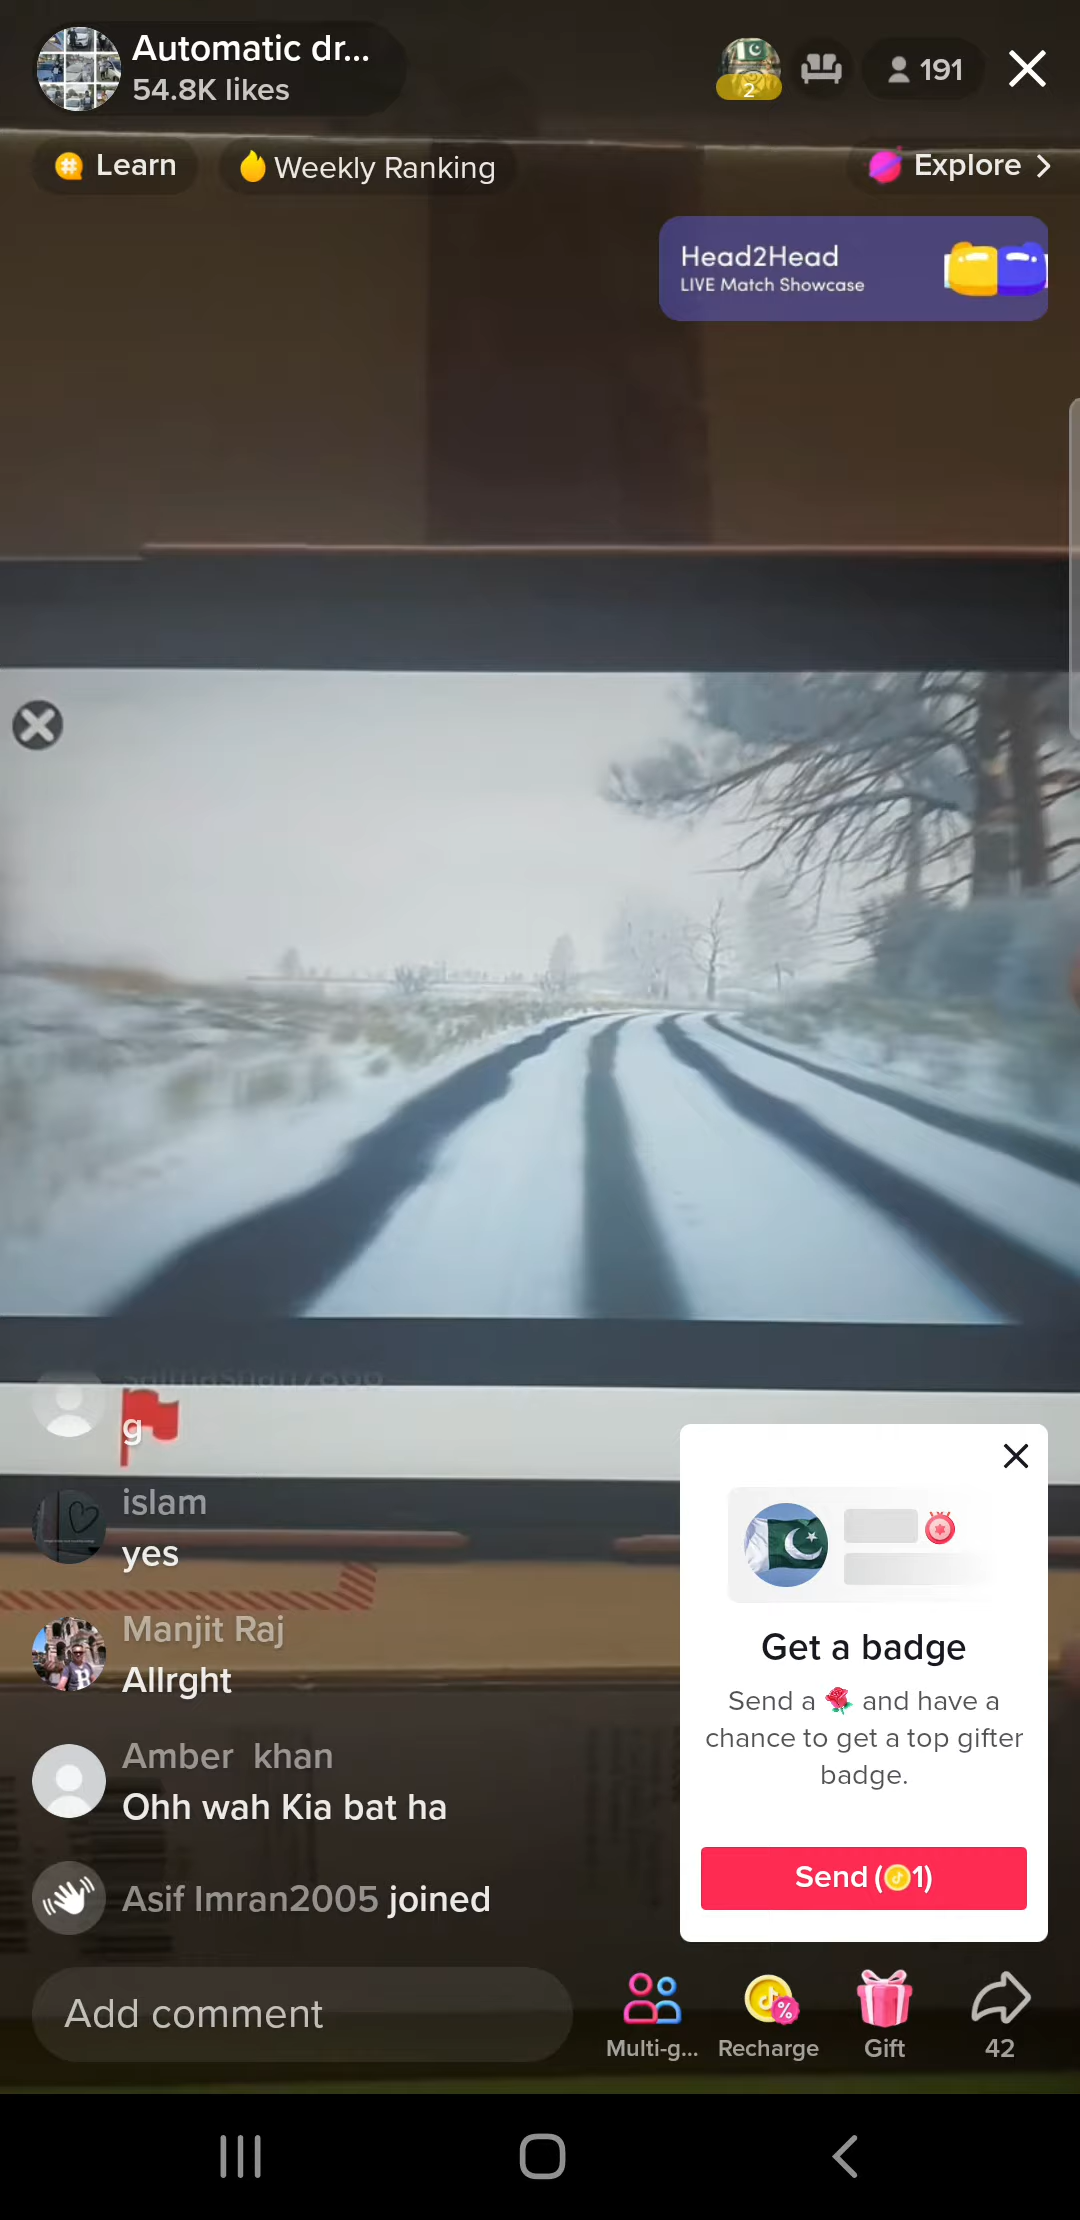 Automatic dr...
54.8K likes
2
191
Learn
Weekly Ranking
Explore
Head2Head
LIVE Match Showcase
g
islam
yes
Manjit Raj
Allrght
Amber khan
Ohh wah Kia bat ha
Asif Imran2005 joined
Get a badge
Send a 🌹 and have a
chance to get a top gifter
badge.
Send (1)
Add comment
Multi-g...
Recharge
Gift
42